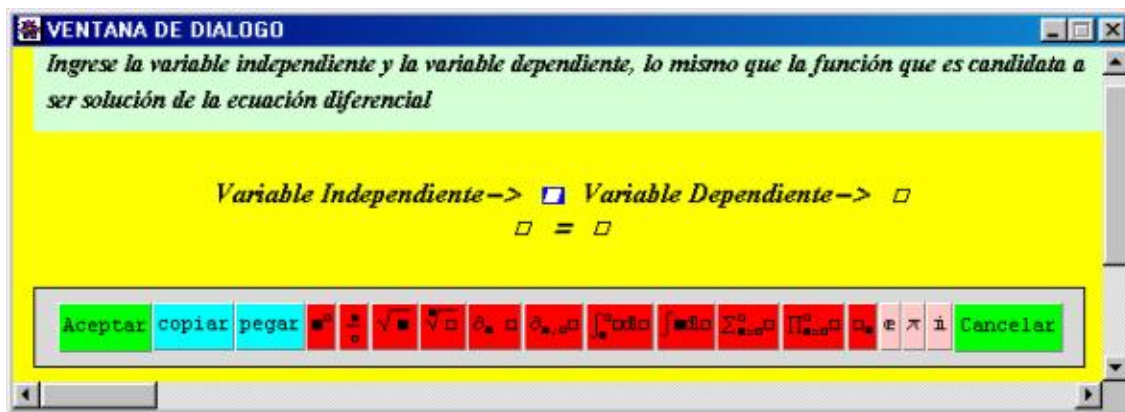 VENTANA DE DIALOGO
Ingrese la variable independiente y la variable dependiente, lo mismo que la función que es candidata a
ser solución de la ecuación diferencial
Variable Independiente–> □ Variable Dependiente–> □
□ = □
Aceptar copiar pegar ■^□ ■/□ √■ ■√□ ∂■ □ ∂■,□□ ∫■^□□d□ ∫■d□ Σ■=□^□□ Π■=□^□□ □■ e π i Cancelar